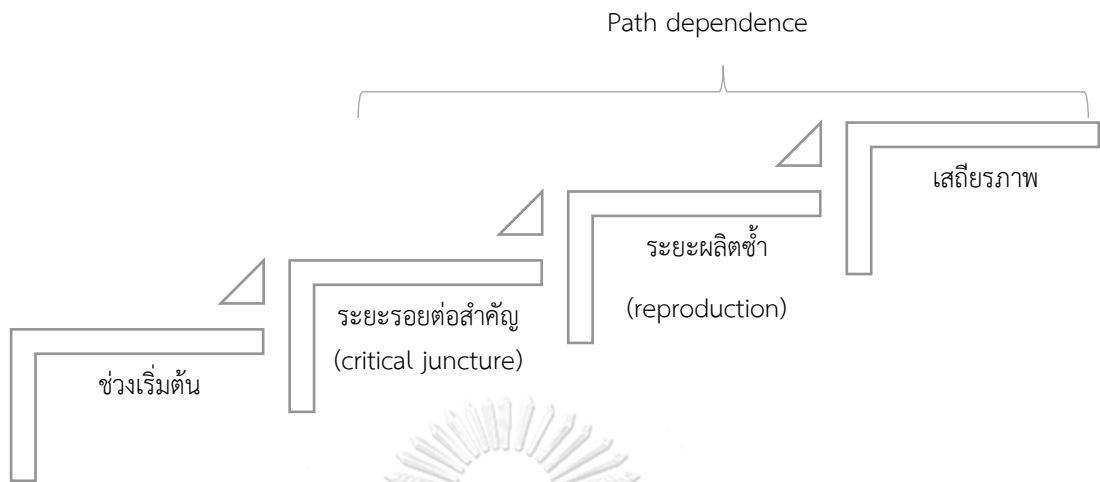 Path dependence
เสถียรภาพ
ระยะผลิตซ้ำ
(reproduction)
ระยะรอยต่อสำคัญ
(critical juncture)
ช่วงเริ่มต้น